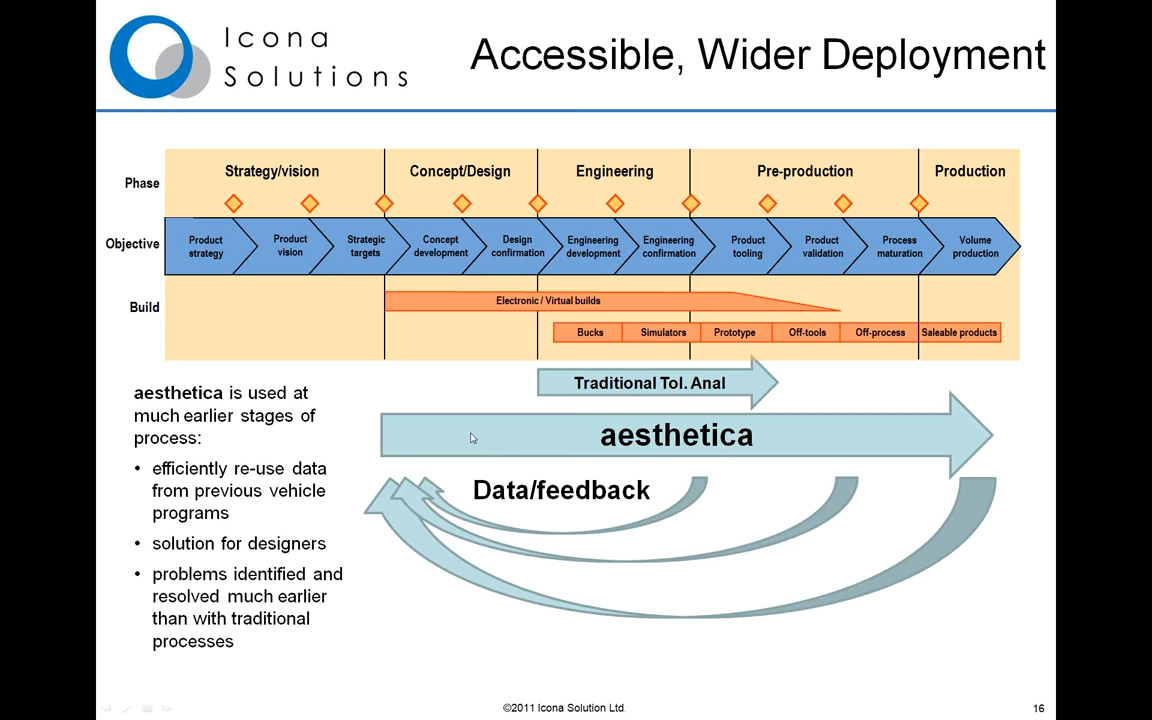 Icona
Solutions
Accessible, Wider Deployment
Phase
Strategy/vision
Concept/Design
Engineering
Pre-production
Production
Objective
Product
strategy
Product
vision
Strategic
targets
Concept
development
Design
confirmation
Engineering
development
Engineering
confirmation
Product
tooling
Product
validation
Process
maturation
Volume
production
Build
Electronic / Virtual builds
Bucks
Simulators
Prototype
Off-tools
Off-process
Saleable products
Traditional Tol. Anal
aesthetica
Data/feedback
aesthetica is used at
much earlier stages of
process:
• efficiently re-use data
from previous vehicle
programs
• solution for designers
• problems identified and
resolved much earlier
than with traditional
processes
©2011 Icona Solution Ltd.
16